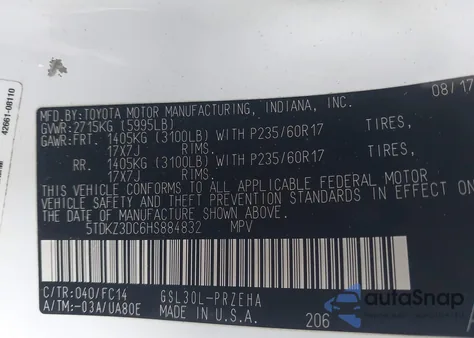 42661-08110
MFD.BY:TOYOTA MOTOR MANUFACTURING, INDIANA, INC. 08/17
GVWR:2715KG (5995LB)
GAWR:FRT. 1405KG (3100LB) WITH P235/60R17 TIRES,
17X7J RIMS.
RR. 1405KG (3100LB) WITH P235/60R17 TIRES,
17X7J RIMS.
THIS VEHICLE CONFORMS TO ALL APPLICABLE FEDERAL MOTOR
VEHICLE SAFETY AND THEFT PREVENTION STANDARDS IN EFFECT ON
THE DATE OF MANUFACTURE SHOWN ABOVE.
5TDKZ3DC6HS884832 MPV
C/TR:040/FC14 GSL30L-PRZEHA
A/TM:-03A/UA80E MADE IN U.S.A. 206
autoSnap